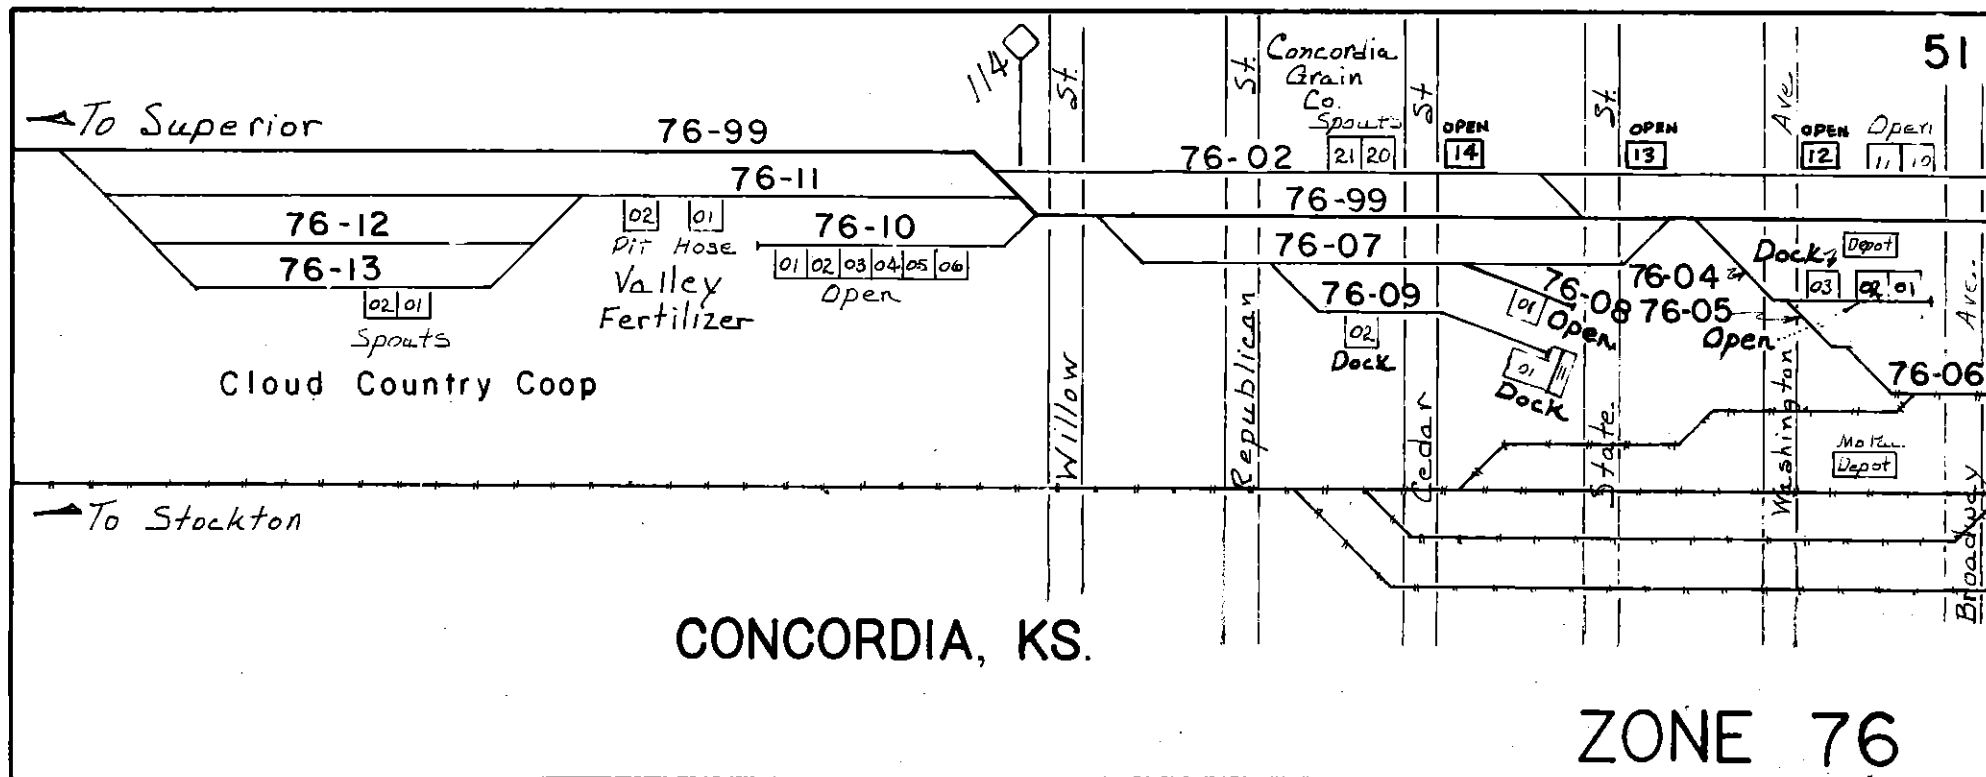 51
114
To Superior
76-99
76-11
76-12
76-13
02 01
Spouts
Cloud Country Coop
02 01
Pit Hose
Valley
Fertilizer
76-10
01 02 03 04 05 06
Open
Willow St.
Republican St.
Concordia
Grain
Co.
Spouts
21 20
76-02
Cedar St
OPEN
14
State St.
OPEN
13
Washington Ave.
OPEN
12
Open
11 10
Broadway Ave.
76-99
76-07
76-09
02
Dock
76-08
01
Open
01
Dock
76-04
76-05
Open
Dock
Depot
03 02 01
76-06
Depot
To Stockton
CONCORDIA, KS.
ZONE 76